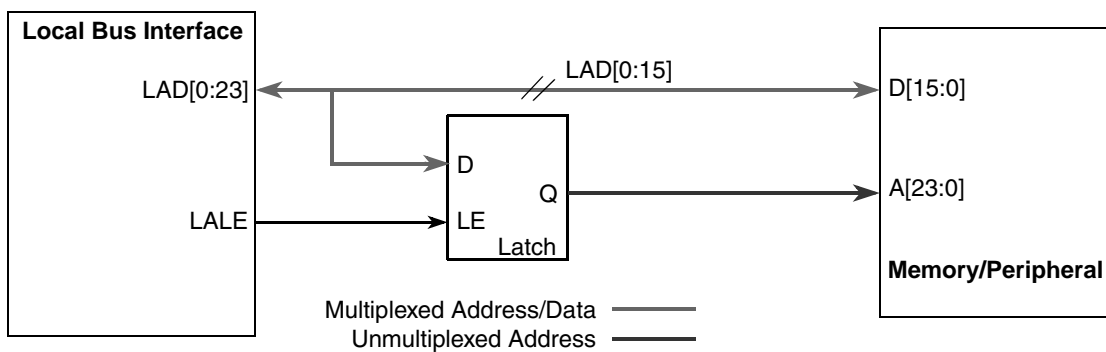 Local Bus Interface
LAD[0:15]
LAD[0:23]
D[15:0]
D
Q
A[23:0]
LALE
LE
Latch
Memory/Peripheral
Multiplexed Address/Data
Unmultiplexed Address